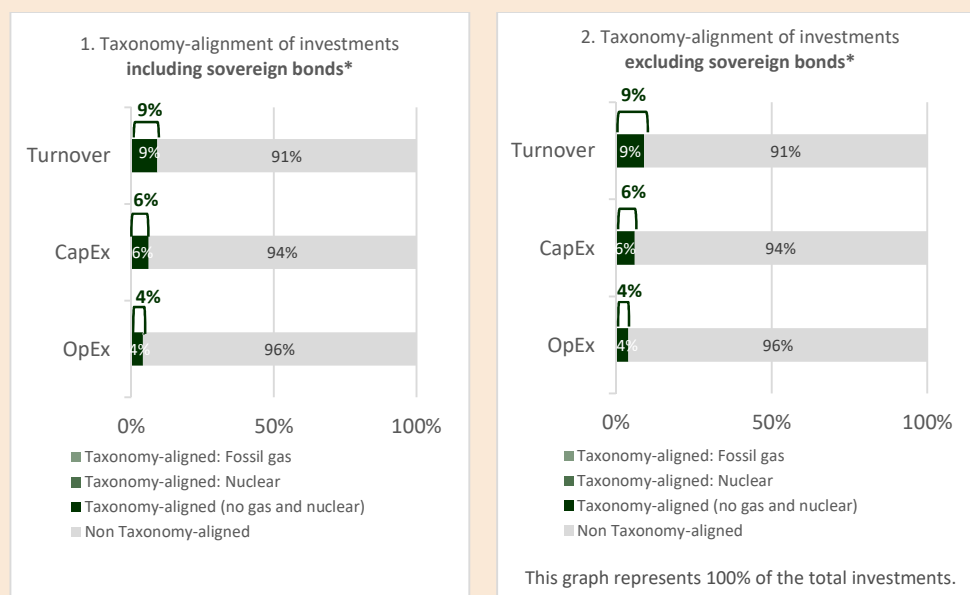 1. Taxonomy-alignment of investments
including sovereign bonds*
9%
Turnover
9%
91%
6%
CapEx
6%
94%
4%
OpEx
4%
96%
0%
50%
100%
Taxonomy-aligned: Fossil gas
Taxonomy-aligned: Nuclear
Taxonomy-aligned (no gas and nuclear)
Non Taxonomy-aligned
2. Taxonomy-alignment of investments
excluding sovereign bonds*
9%
Turnover
9%
91%
6%
CapEx
6%
94%
4%
OpEx
4%
96%
0%
50%
100%
Taxonomy-aligned: Fossil gas
Taxonomy-aligned: Nuclear
Taxonomy-aligned (no gas and nuclear)
Non Taxonomy-aligned
This graph represents 100% of the total investments.